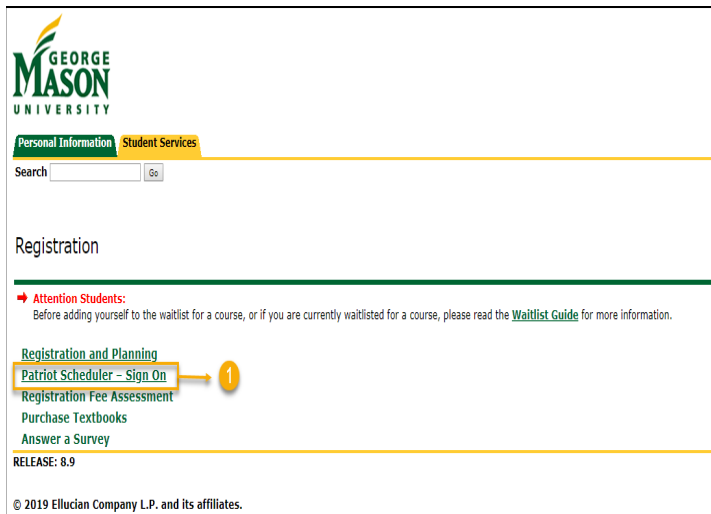 GEORGE
MASON
UNIVERSITY
Personal Information Student Services
Search Go
Registration
Attention Students:
Before adding yourself to the waitlist for a course, or if you are currently waitlisted for a course, please read the Waitlist Guide for more information.
Registration and Planning
Patriot Scheduler – Sign On 1
Registration Fee Assessment
Purchase Textbooks
Answer a Survey
RELEASE: 8.9
© 2019 Ellucian Company L.P. and its affiliates.